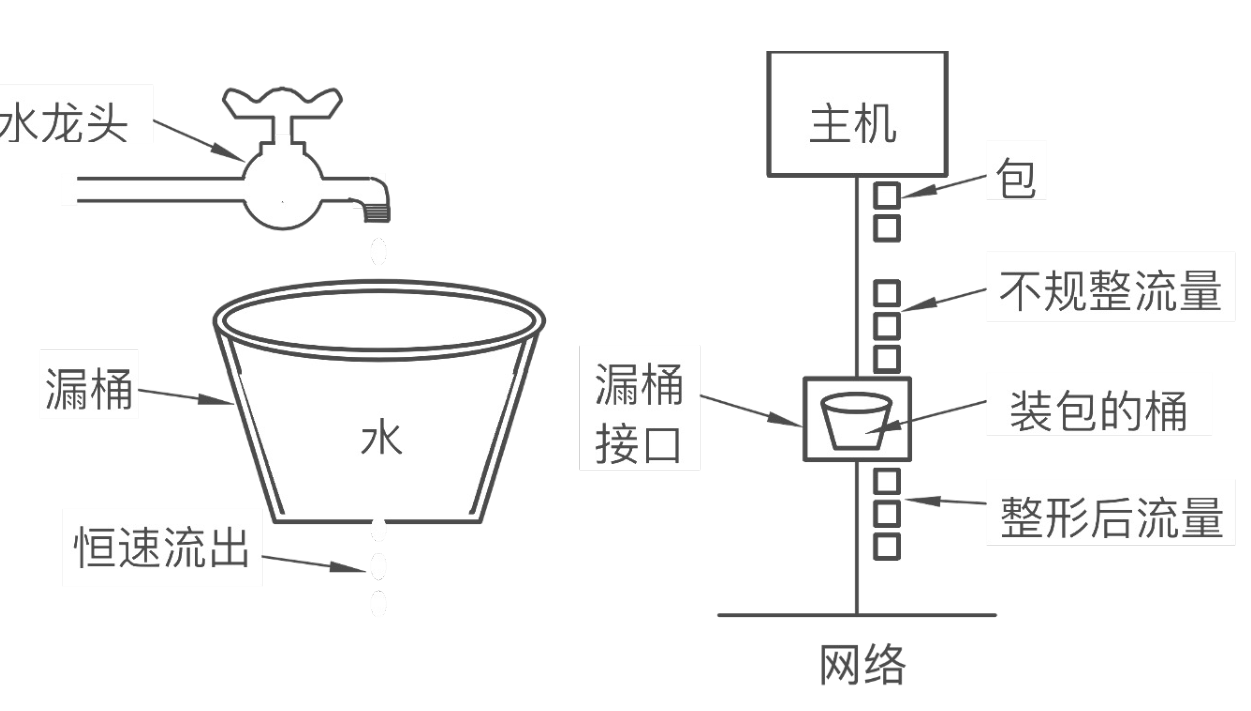 水龙头
漏桶
水
恒速流出
主机
包
不规整流量
漏桶
接口
装包的桶
整形后流量
网络